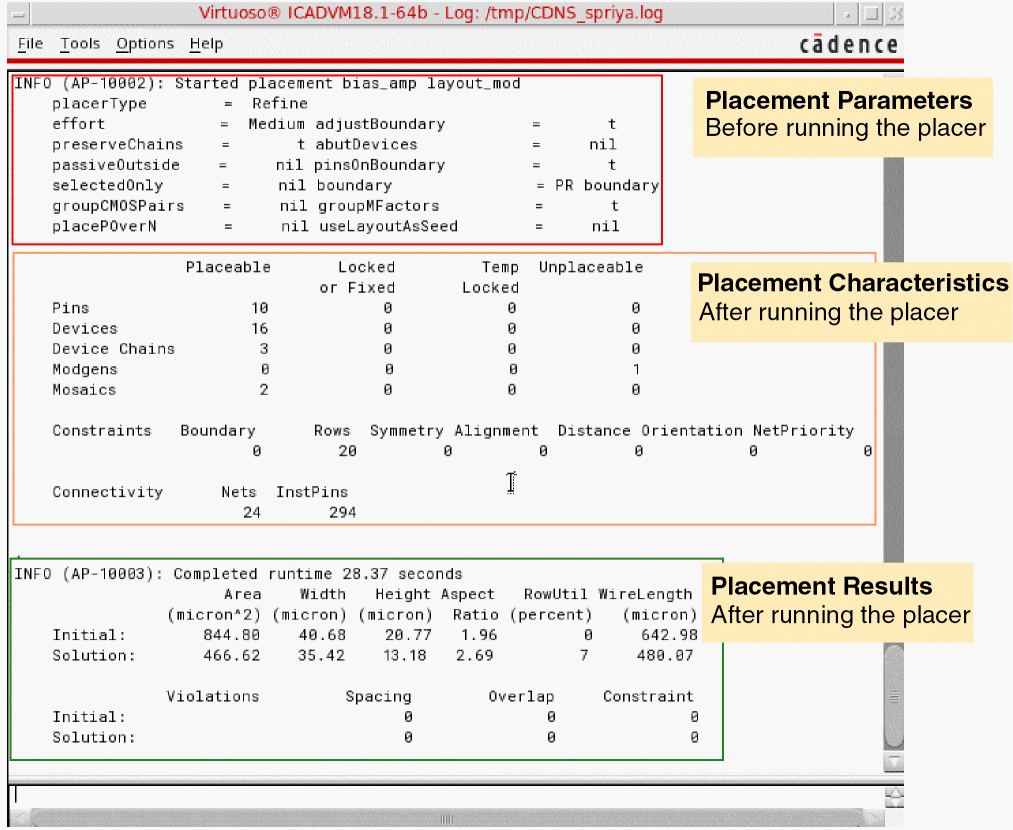 Virtuoso® ICADVM18.1-64b - Log: /tmp/CDNS_spriya.log
File Tools Options Help
cādence
INFO (AP-10002): Started placement bias_amp layout_mod
placerType = Refine
effort = Medium adjustBoundary = t
preserveChains = t abutDevices = nil
passiveOutside = nil pinsOnBoundary = t
selectedOnly = nil boundary = PR boundary
groupCMOSPairs = nil groupMFactors = t
placePOverN = nil useLayoutAsSeed = nil
Placement Parameters
Before running the placer
Placeable Locked Temp Unplaceable
or Fixed Locked
Pins 10 0 0 0
Devices 16 0 0 0
Device Chains 3 0 0 0
Modgens 0 0 0 1
Mosaics 2 0 0 0
Constraints Boundary Rows Symmetry Alignment Distance Orientation NetPriority
0 20 0 0 0 0 0
Connectivity Nets InstPins
24 294
Placement Characteristics
After running the placer
INFO (AP-10003): Completed runtime 28.37 seconds
Area Width Height Aspect RowUtil WireLength
(micron^2) (micron) (micron) Ratio (percent) (micron)
Initial: 844.80 40.68 20.77 1.96 0 642.98
Solution: 466.62 35.42 13.18 2.69 7 480.07
Violations Spacing Overlap Constraint
Initial: 0 0 0
Solution: 0 0 0
Placement Results
After running the placer